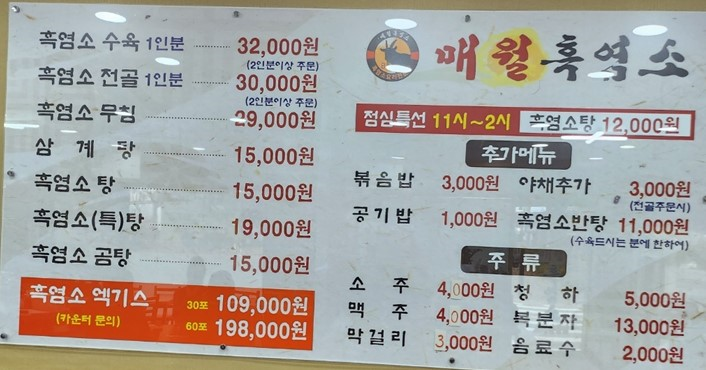 흑염소 수육 1인분 32,000원
(2인분이상 주문)
흑염소 전골 1인분 30,000원
(2인분이상 주문)
흑염소 무침 29,000원
삼계탕 15,000원
흑염소 탕 15,000원
흑염소(특)탕 19,000원
흑염소 곰탕 15,000원
흑염소 엑기스 30포 109,000원
(카운터 문의) 60포 198,000원
매월흑염소
점심특선 11시~2시 흑염소탕 12,000원
추가메뉴
볶음밥 3,000원 야채추가 3,000원
(전골주문시)
공기밥 1,000원 흑염소반탕 11,000원
(수육드시는 분에 한하여)
주류
소주 4,000원 청하 5,000원
맥주 4,000원 복분자 13,000원
막걸리 3,000원 음료수 2,000원